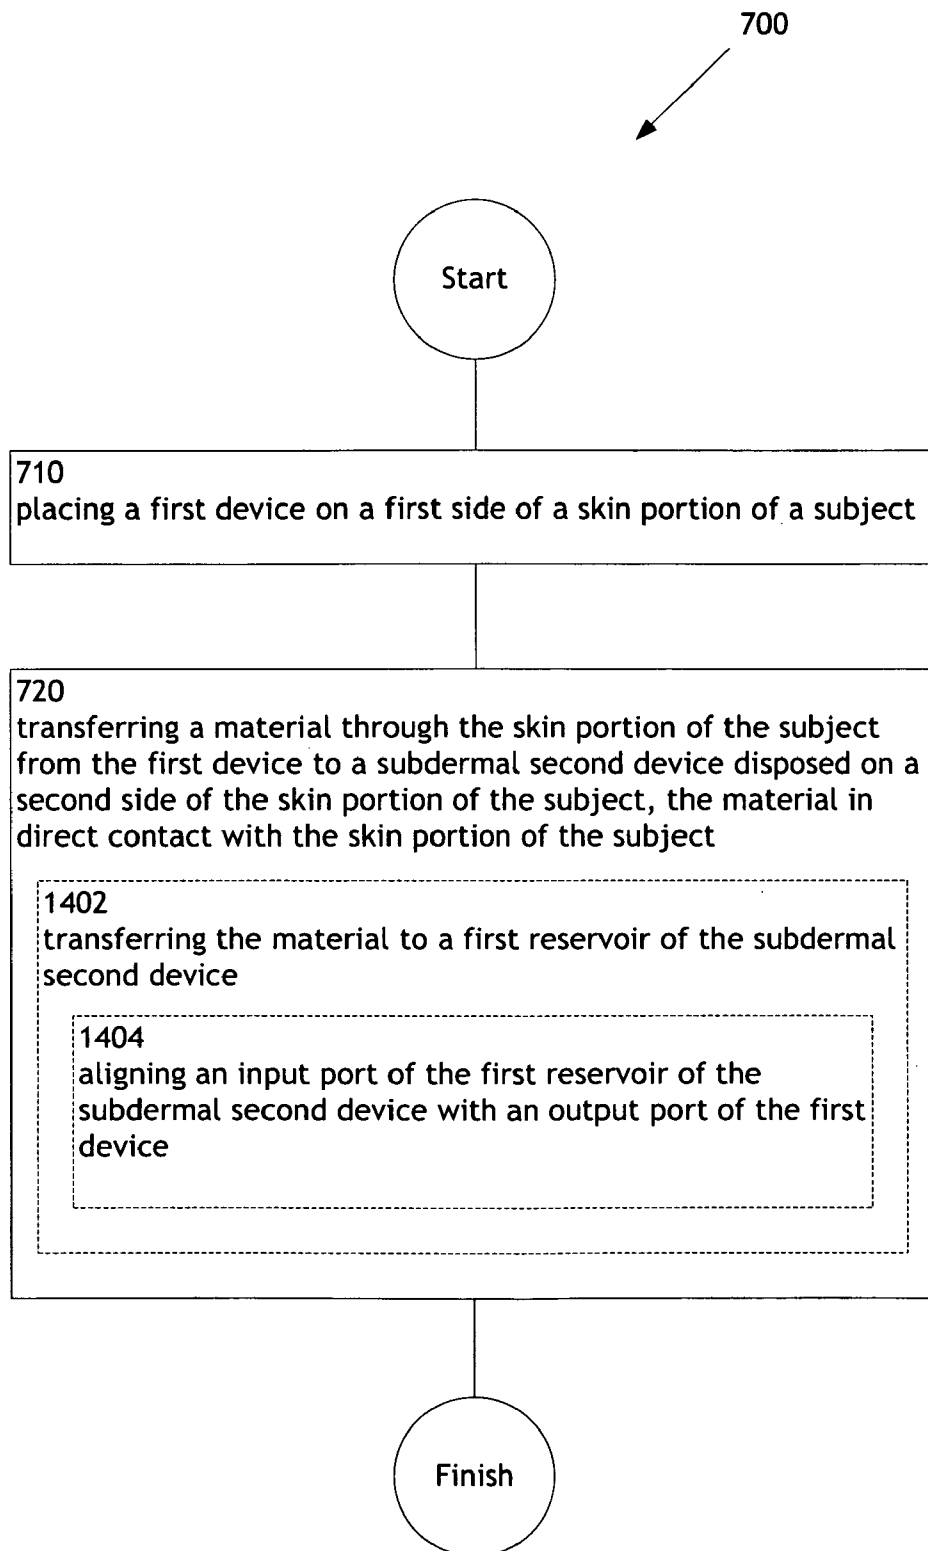 700
Start
710
placing a first device on a first side of a skin portion of a subject
720
transferring a material through the skin portion of the subject
from the first device to a subdermal second device disposed on a
second side of the skin portion of the subject, the material in
direct contact with the skin portion of the subject
1402
transferring the material to a first reservoir of the subdermal
second device
1404
aligning an input port of the first reservoir of the
subdermal second device with an output port of the first
device
Finish